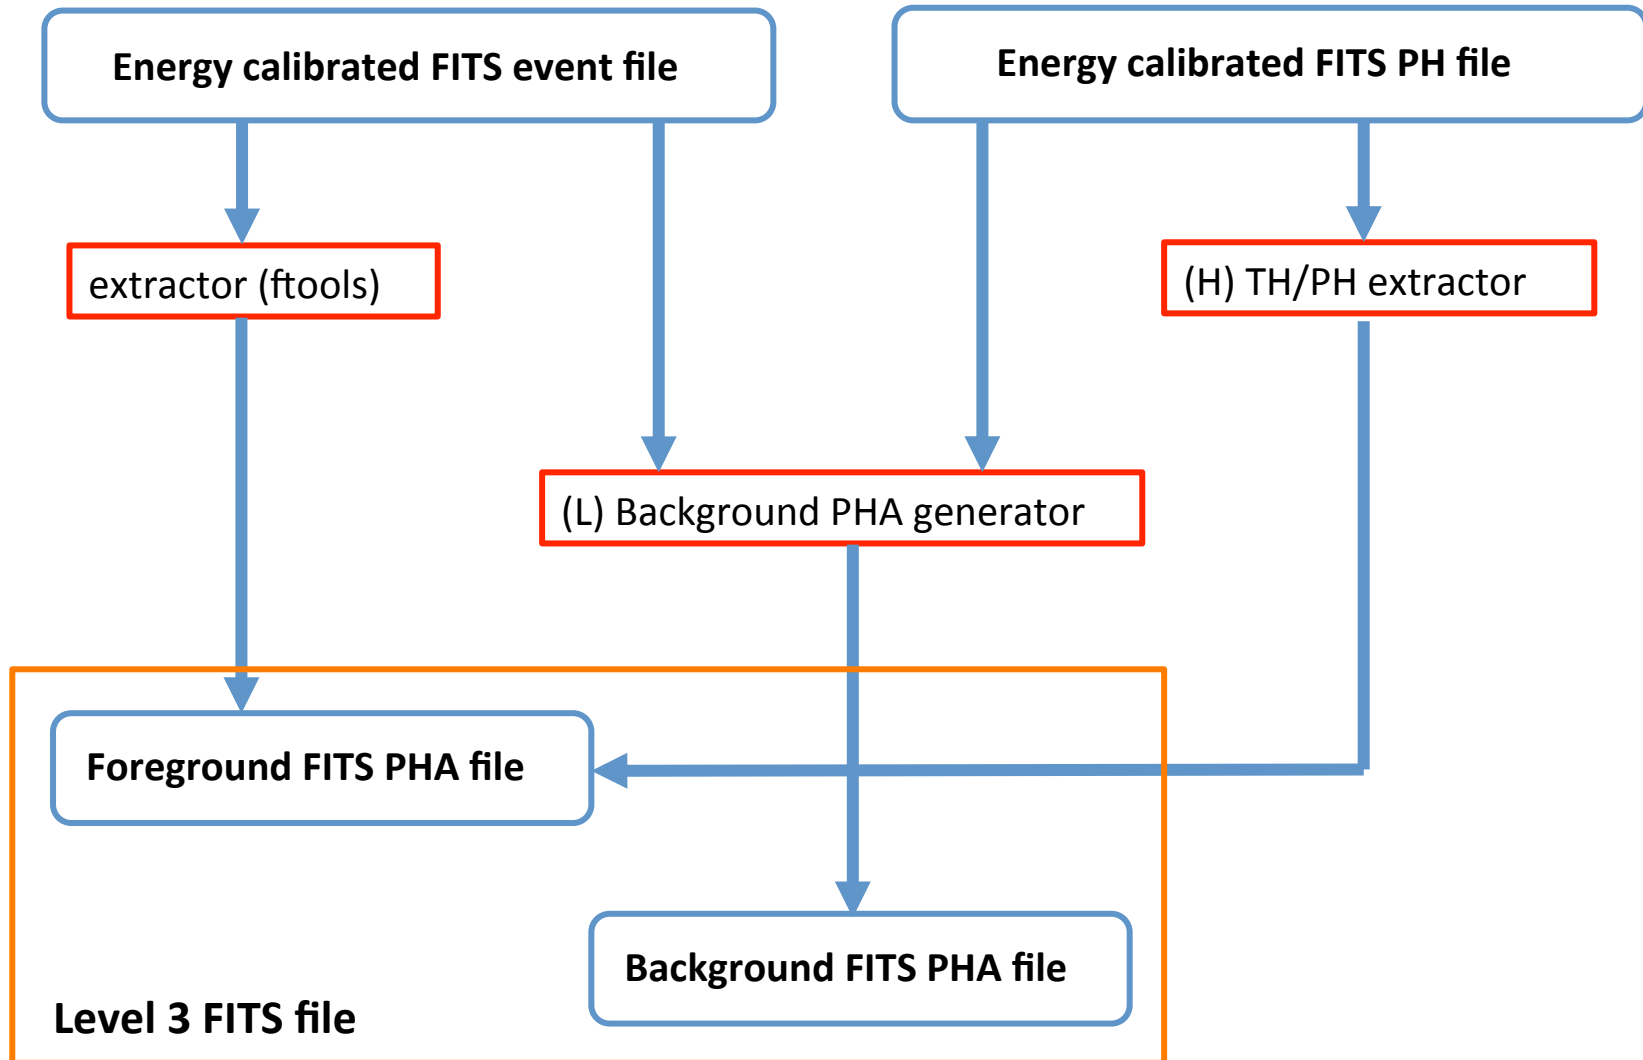 Energy calibrated FITS event file
Energy calibrated FITS PH file
extractor (ftools)
(H) TH/PH extractor
(L) Background PHA generator
Foreground FITS PHA file
Background FITS PHA file
Level 3 FITS file